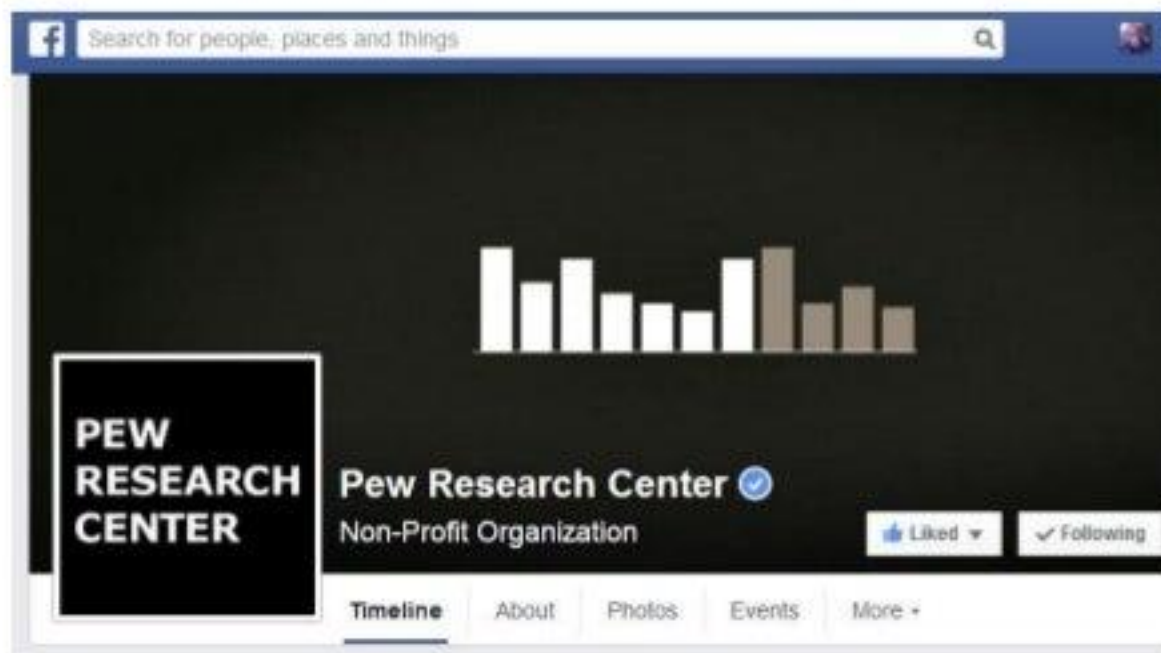 f Search for people, places and things
PEW
RESEARCH
CENTER
Pew Research Center
Non-Profit Organization
Liked
Following
Timeline About Photos Events More